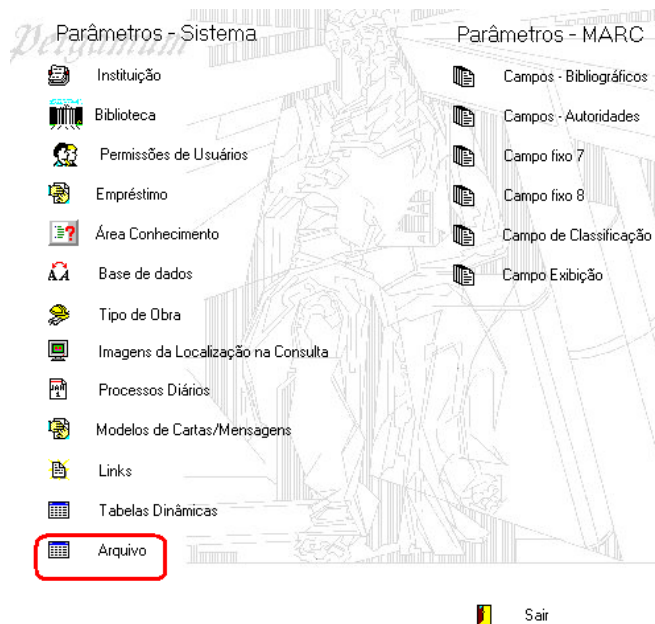 Pergamum
Parâmetros - Sistema
Instituição
Biblioteca
Permissões de Usuários
Empréstimo
Área Conhecimento
Base de dados
Tipo de Obra
Imagens da Localização na Consulta
Processos Diários
Modelos de Cartas/Mensagens
Links
Tabelas Dinâmicas
Arquivo
Parâmetros - MARC
Campos - Bibliográficos
Campos - Autoridades
Campo fixo 7
Campo fixo 8
Campo de Classificação
Campo Exibição
Sair